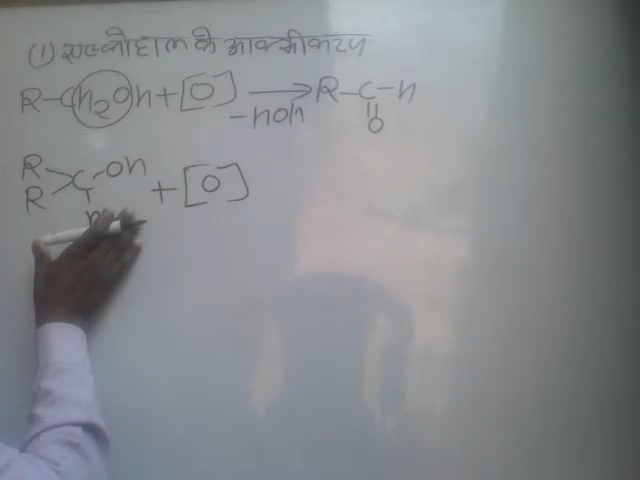 (1) एल्कोहाल के आक्सीकरण
R-CH2OH+[O] → R-C-H
-HOH
O
R
R >C-OH + [O]
H